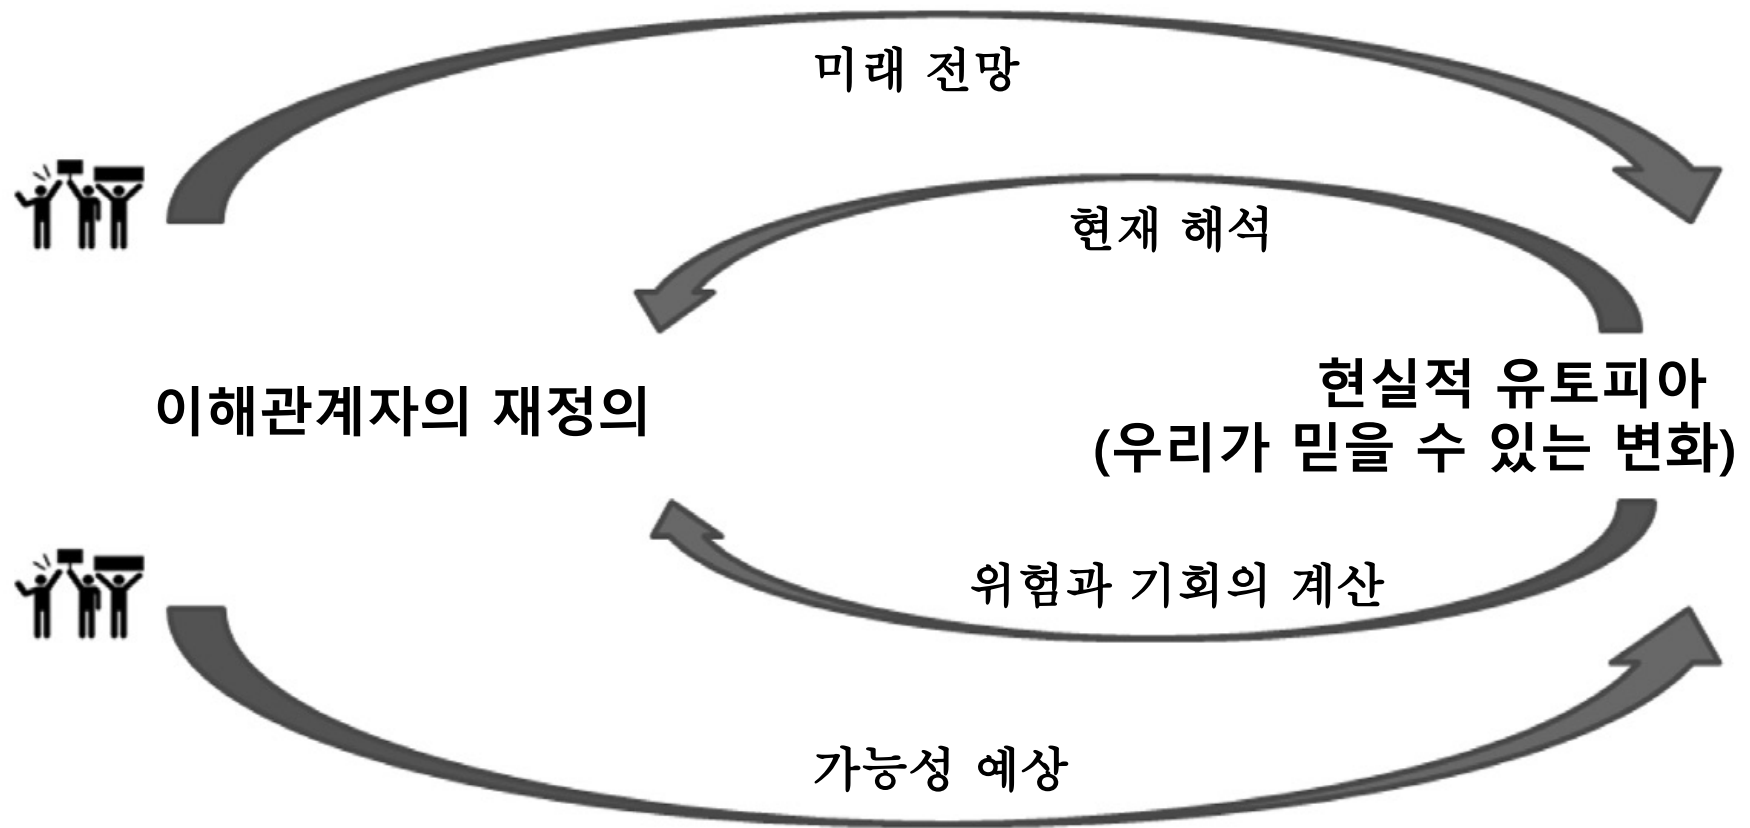 미래 전망
현재 해석
이해관계자의 재정의
현실적 유토피아
(우리가 믿을 수 있는 변화)
위험과 기회의 계산
가능성 예상